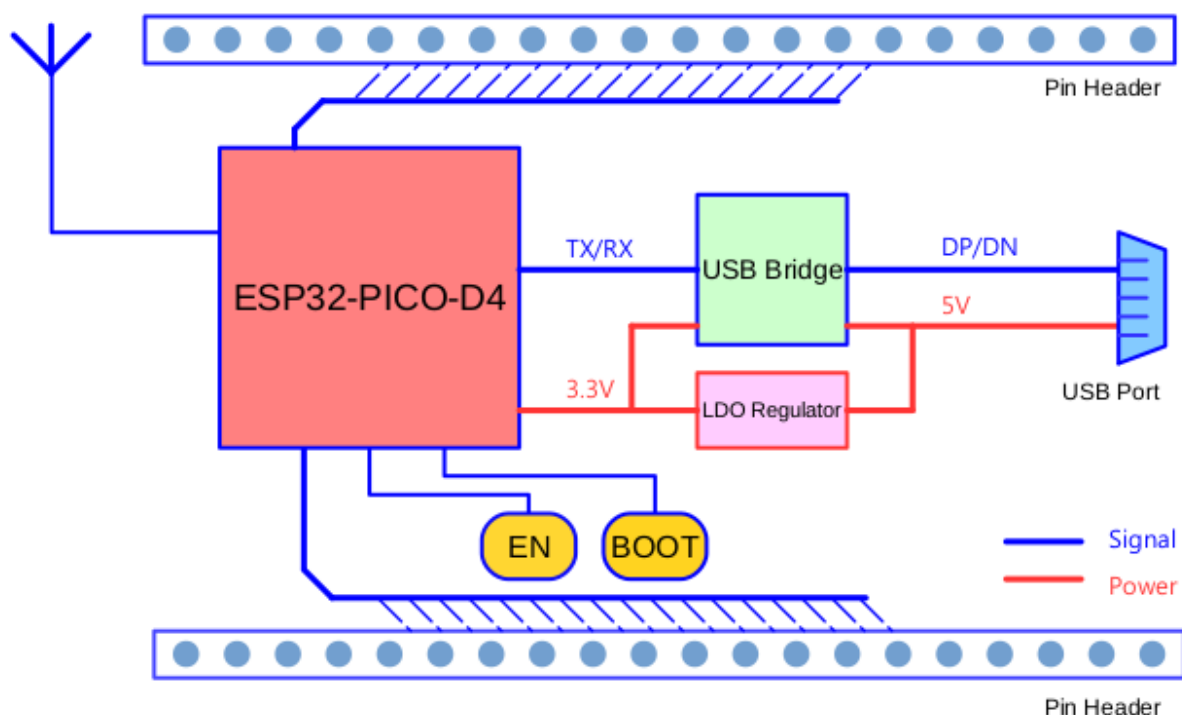 Pin Header
TX/RX
USB Bridge
DP/DN
ESP32-PICO-D4
5V
3.3V
LDO Regulator
USB Port
EN
BOOT
Signal
Power
Pin Header